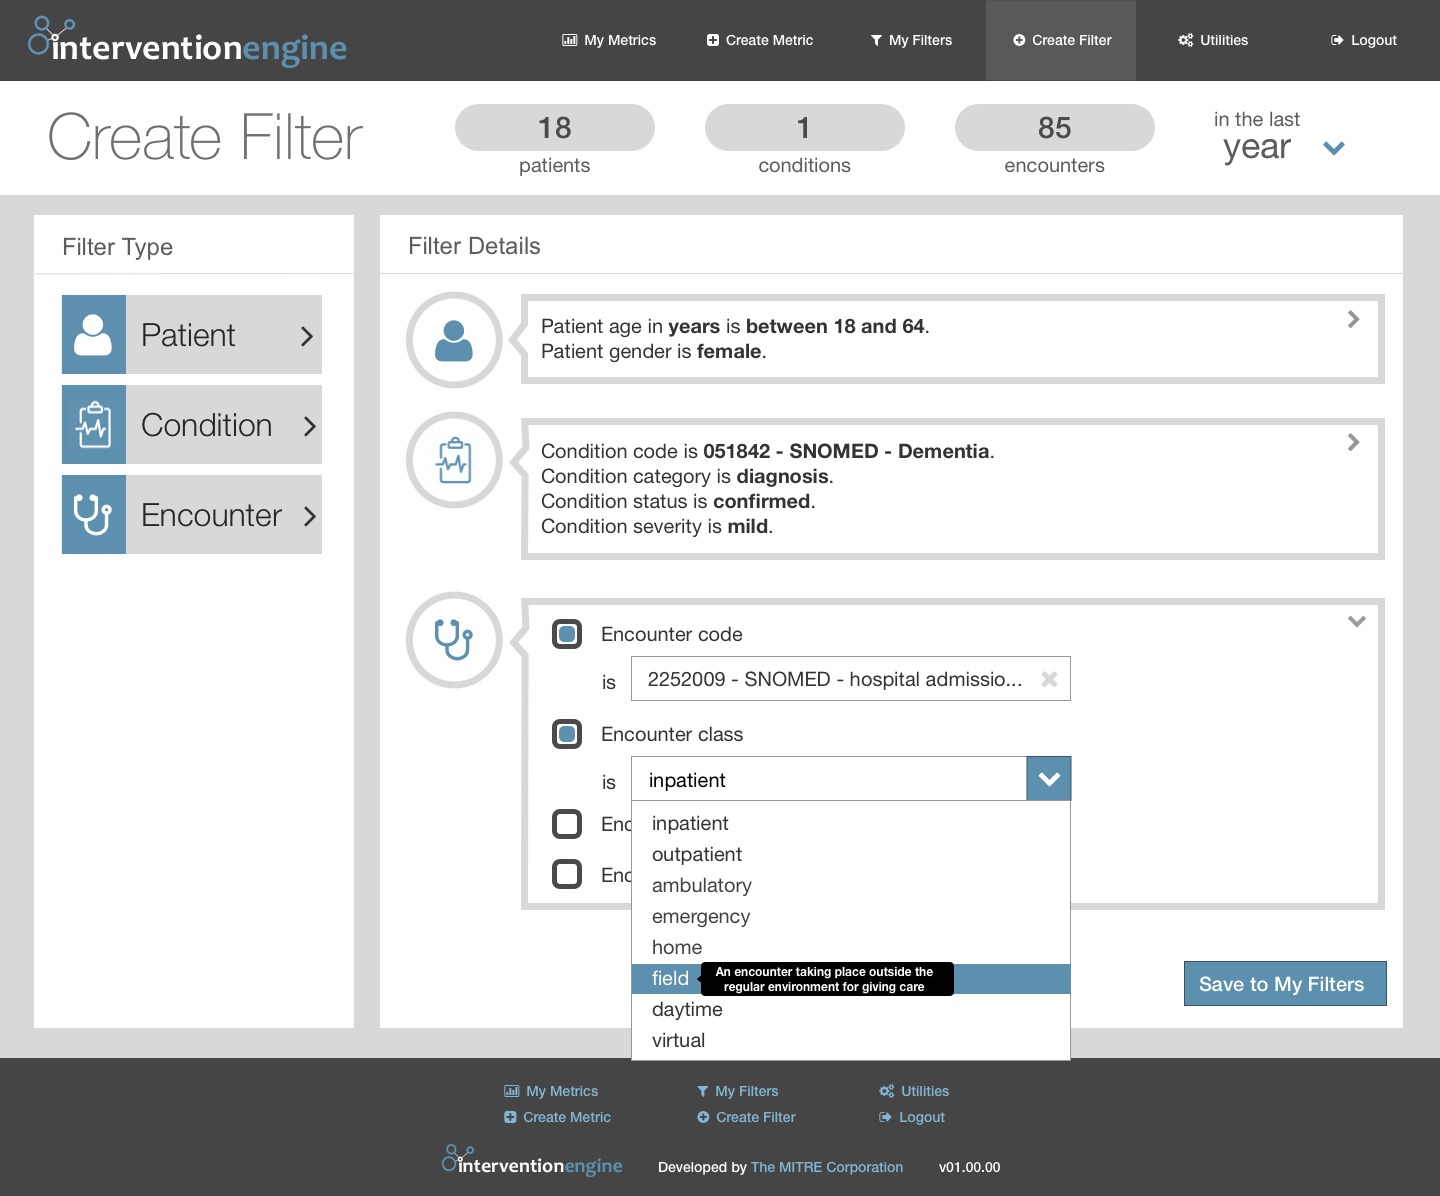 interventionengine
My Metrics
Create Metric
My Filters
Create Filter
Utilities
Logout
Create Filter
18
patients
1
conditions
85
encounters
in the last
year
Filter Type
Patient
Condition
Encounter
Filter Details
Patient age in years is between 18 and 64.
Patient gender is female.
Condition code is 051842 - SNOMED - Dementia.
Condition category is diagnosis.
Condition status is confirmed.
Condition severity is mild.
Encounter code
is 2252009 - SNOMED - hospital admissio...
Encounter class
is inpatient
inpatient
outpatient
ambulatory
emergency
home
field
An encounter taking place outside the
regular environment for giving care
daytime
virtual
Save to My Filters
My Metrics
My Filters
Utilities
Create Metric
Create Filter
Logout
interventionengine
Developed by The MITRE Corporation
v01.00.00